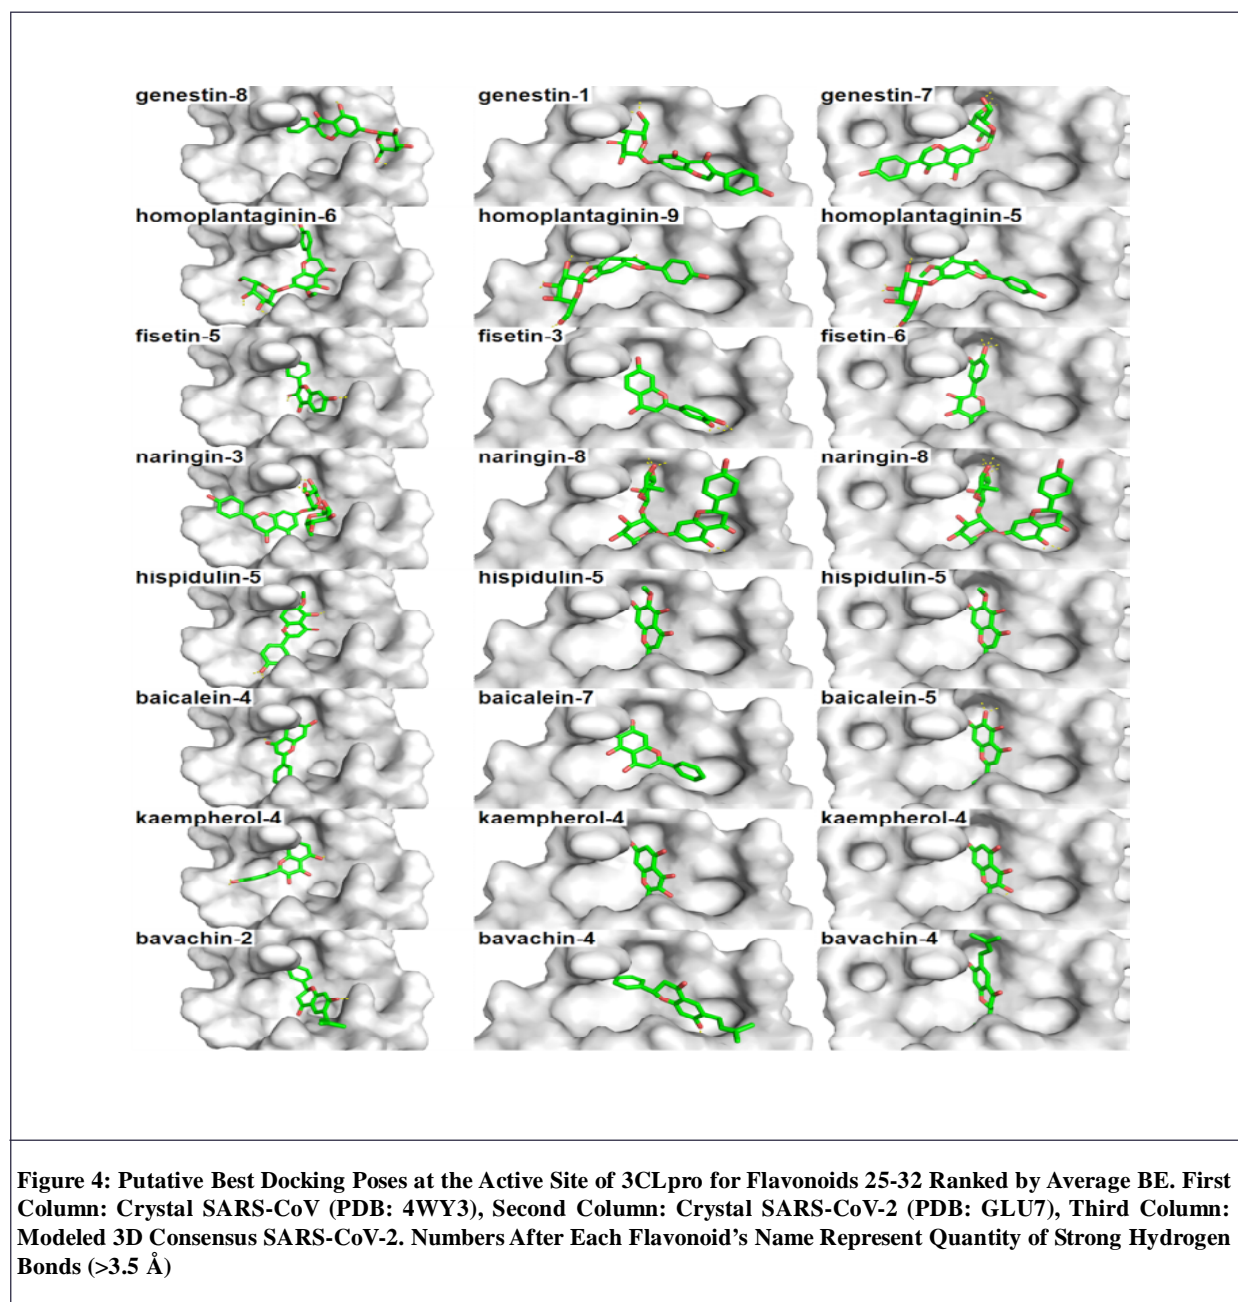 genestin-8 genestin-1 genestin-7
homoplantaginin-6 homoplantaginin-9 homoplantaginin-5
fisetin-5 fisetin-3 fisetin-6
naringin-3 naringin-8 naringin-8
hispidulin-5 hispidulin-5 hispidulin-5
baicalein-4 baicalein-7 baicalein-5
kaempherol-4 kaempherol-4 kaempherol-4
bavachin-2 bavachin-4 bavachin-4
Figure 4: Putative Best Docking Poses at the Active Site of 3CLpro for Flavonoids 25-32 Ranked by Average BE. First
Column: Crystal SARS-CoV (PDB: 4WY3), Second Column: Crystal SARS-CoV-2 (PDB: GLU7), Third Column:
Modeled 3D Consensus SARS-CoV-2. Numbers After Each Flavonoid’s Name Represent Quantity of Strong Hydrogen
Bonds (>3.5 Å)